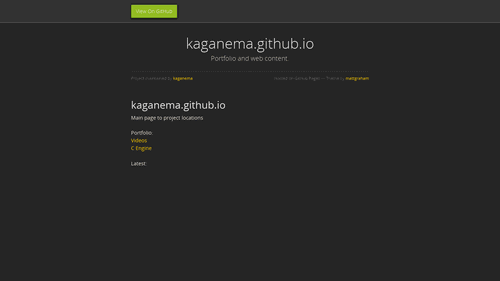 View On GitHub
kaganema.github.io
Portfolio and web content
Project maintained by kaganema
Hosted on GitHub Pages — Theme by mattgraham
kaganema.github.io
Main page to project locations
Portfolio:
Videos
C Engine
Latest: